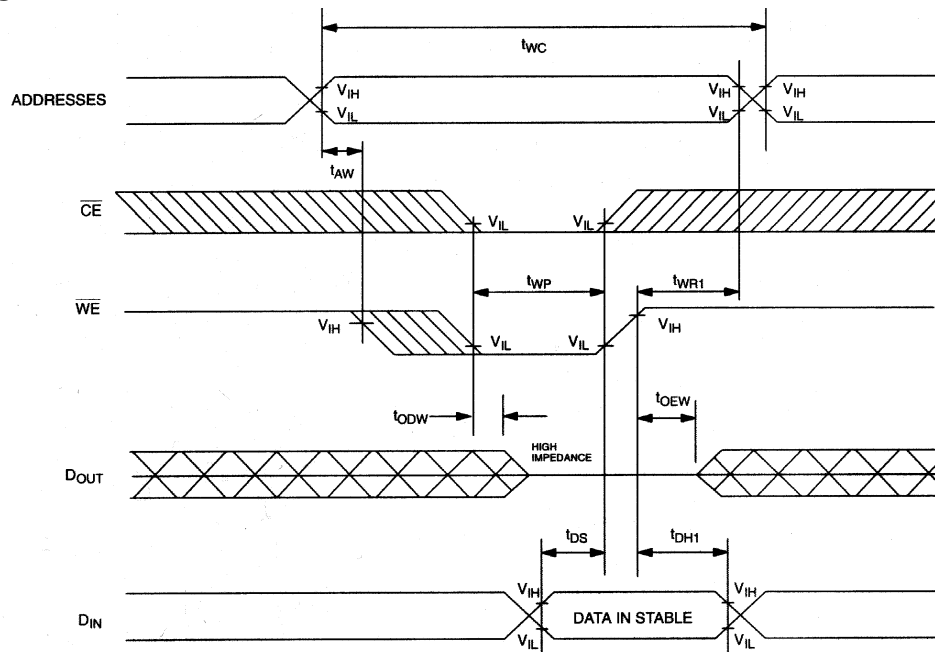 tWC
ADDRESSES
VIH VIH VIH
VIL VIL VIL
tAW
CE
VIL VIL
tWP tWR1
WE
VIH VIH
VIL VIL
tODW tOEW
HIGH
IMPEDANCE
DOUT
tDS tDH1
VIH VIH
DIN DATA IN STABLE
VIL VIL